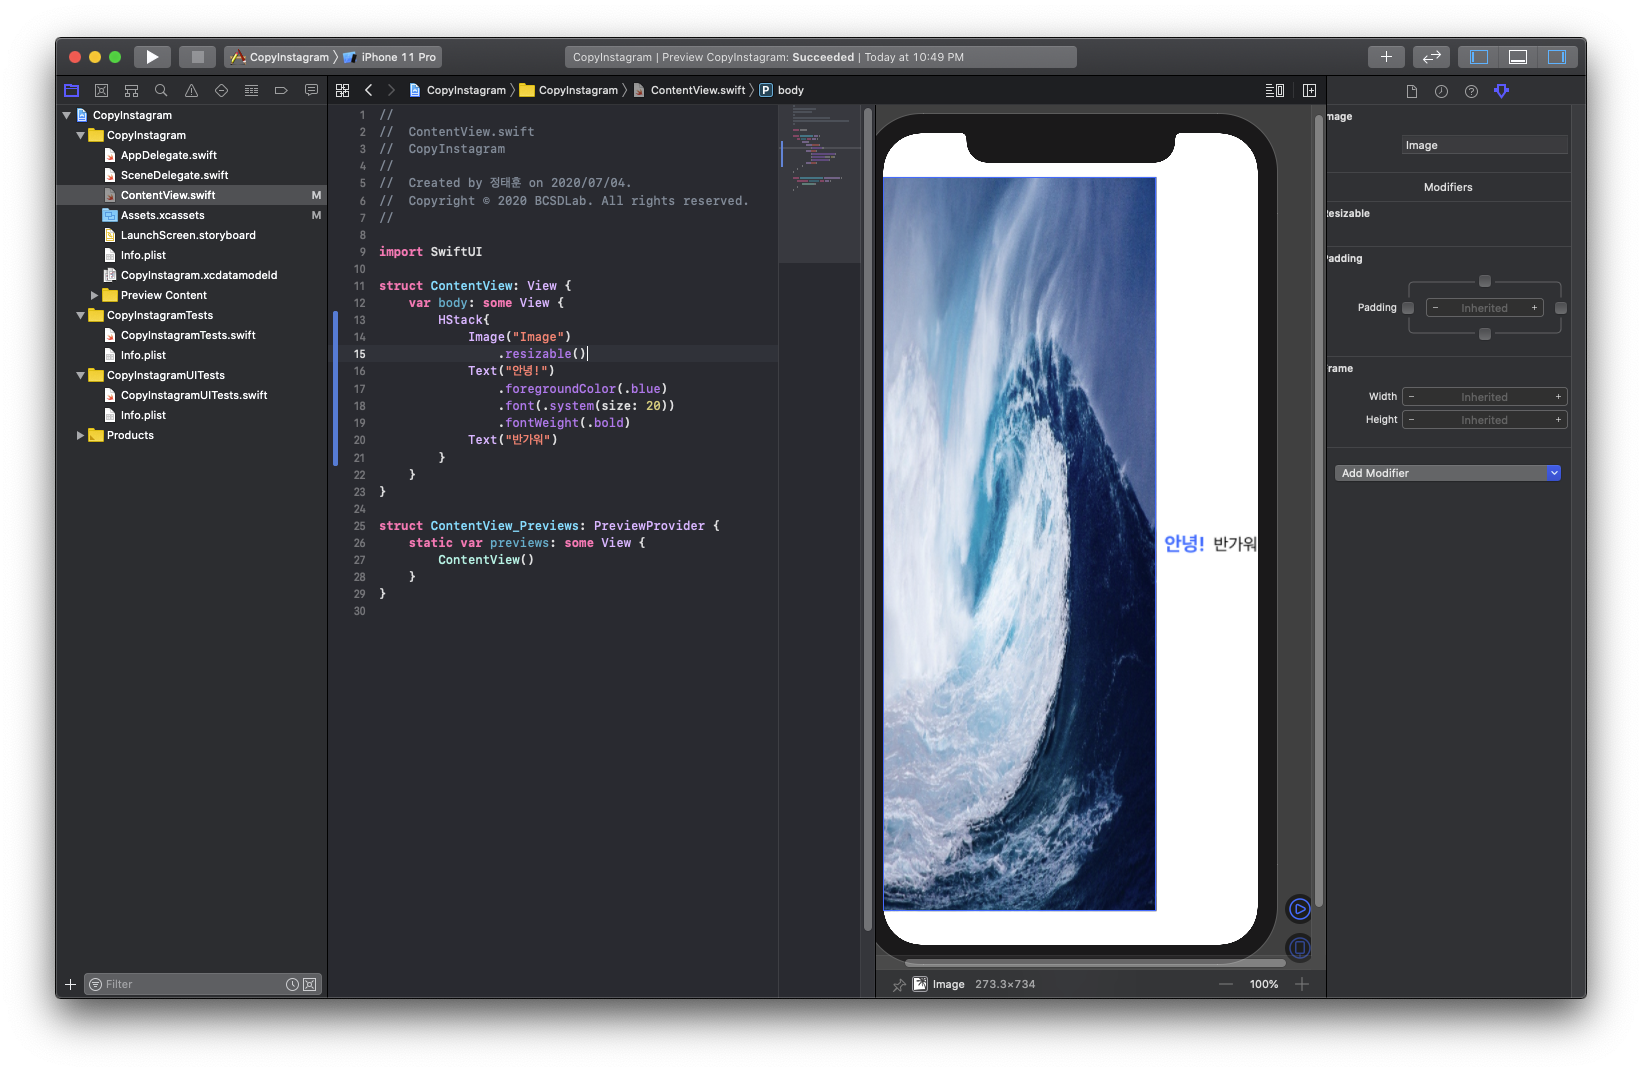 CopyInstagram
iPhone 11 Pro
CopyInstagram | Preview CopyInstagram: Succeeded | Today at 10:49 PM
CopyInstagram
CopyInstagram
AppDelegate.swift
SceneDelegate.swift
ContentView.swift M
Assets.xcassets M
LaunchScreen.storyboard
Info.plist
CopyInstagram.xcdatamodeld
Preview Content
CopyInstagramTests
CopyInstagramTests.swift
Info.plist
CopyInstagramUITests
CopyInstagramUITests.swift
Info.plist
Products
Filter
CopyInstagram CopyInstagram ContentView.swift P body
1 //
2 //  ContentView.swift
3 //  CopyInstagram
4 //
5 //  Created by 정태훈 on 2020/07/04.
6 //  Copyright © 2020 BCSDLab. All rights reserved.
7 //
8
9 import SwiftUI
10
11 struct ContentView: View {
12     var body: some View {
13         HStack{
14             Image("Image")
15                 .resizable()
16             Text("안녕!")
17                 .foregroundColor(.blue)
18                 .font(.system(size: 20))
19                 .fontWeight(.bold)
20             Text("반가워")
21         }
22     }
23 }
24
25 struct ContentView_Previews: PreviewProvider {
26     static var previews: some View {
27         ContentView()
28     }
29 }
30
안녕! 반가워
Image 273.3×734
100%
mage
Image
Modifiers
esizable
Padding
Padding − Inherited +
rame
Width − Inherited +
Height − Inherited +
Add Modifier